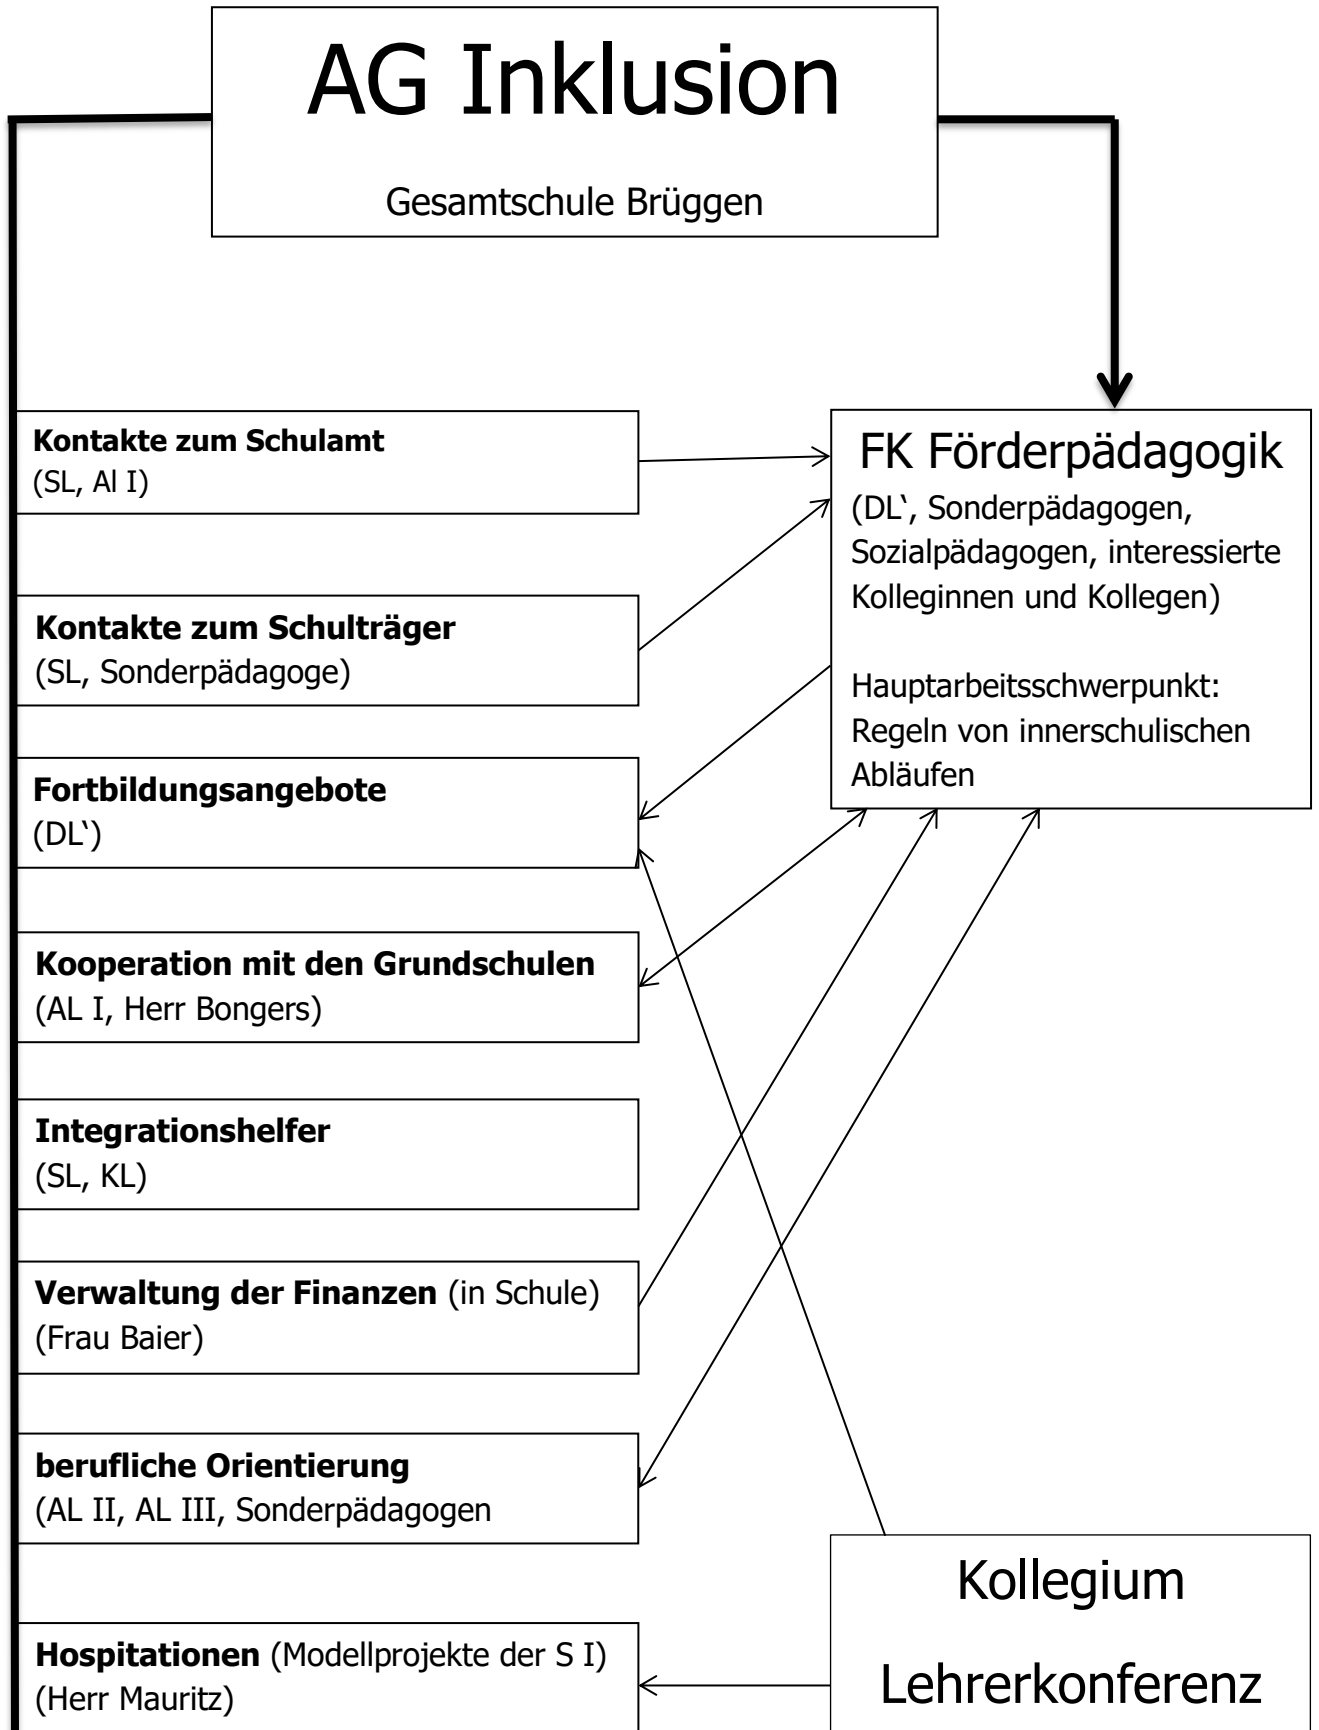 AG Inklusion
Gesamtschule Brüggen
Kontakte zum Schulamt
(SL, Al I)
Kontakte zum Schulträger
(SL, Sonderpädagoge)
Fortbildungsangebote
(DL‘)
Kooperation mit den Grundschulen
(AL I, Herr Bongers)
Integrationshelfer
(SL, KL)
Verwaltung der Finanzen (in Schule)
(Frau Baier)
berufliche Orientierung
(AL II, AL III, Sonderpädagogen
Hospitationen (Modellprojekte der S I)
(Herr Mauritz)
FK Förderpädagogik
(DL‘, Sonderpädagogen,
Sozialpädagogen, interessierte
Kolleginnen und Kollegen)
Hauptarbeitsschwerpunkt:
Regeln von innerschulischen
Abläufen
Kollegium
Lehrerkonferenz